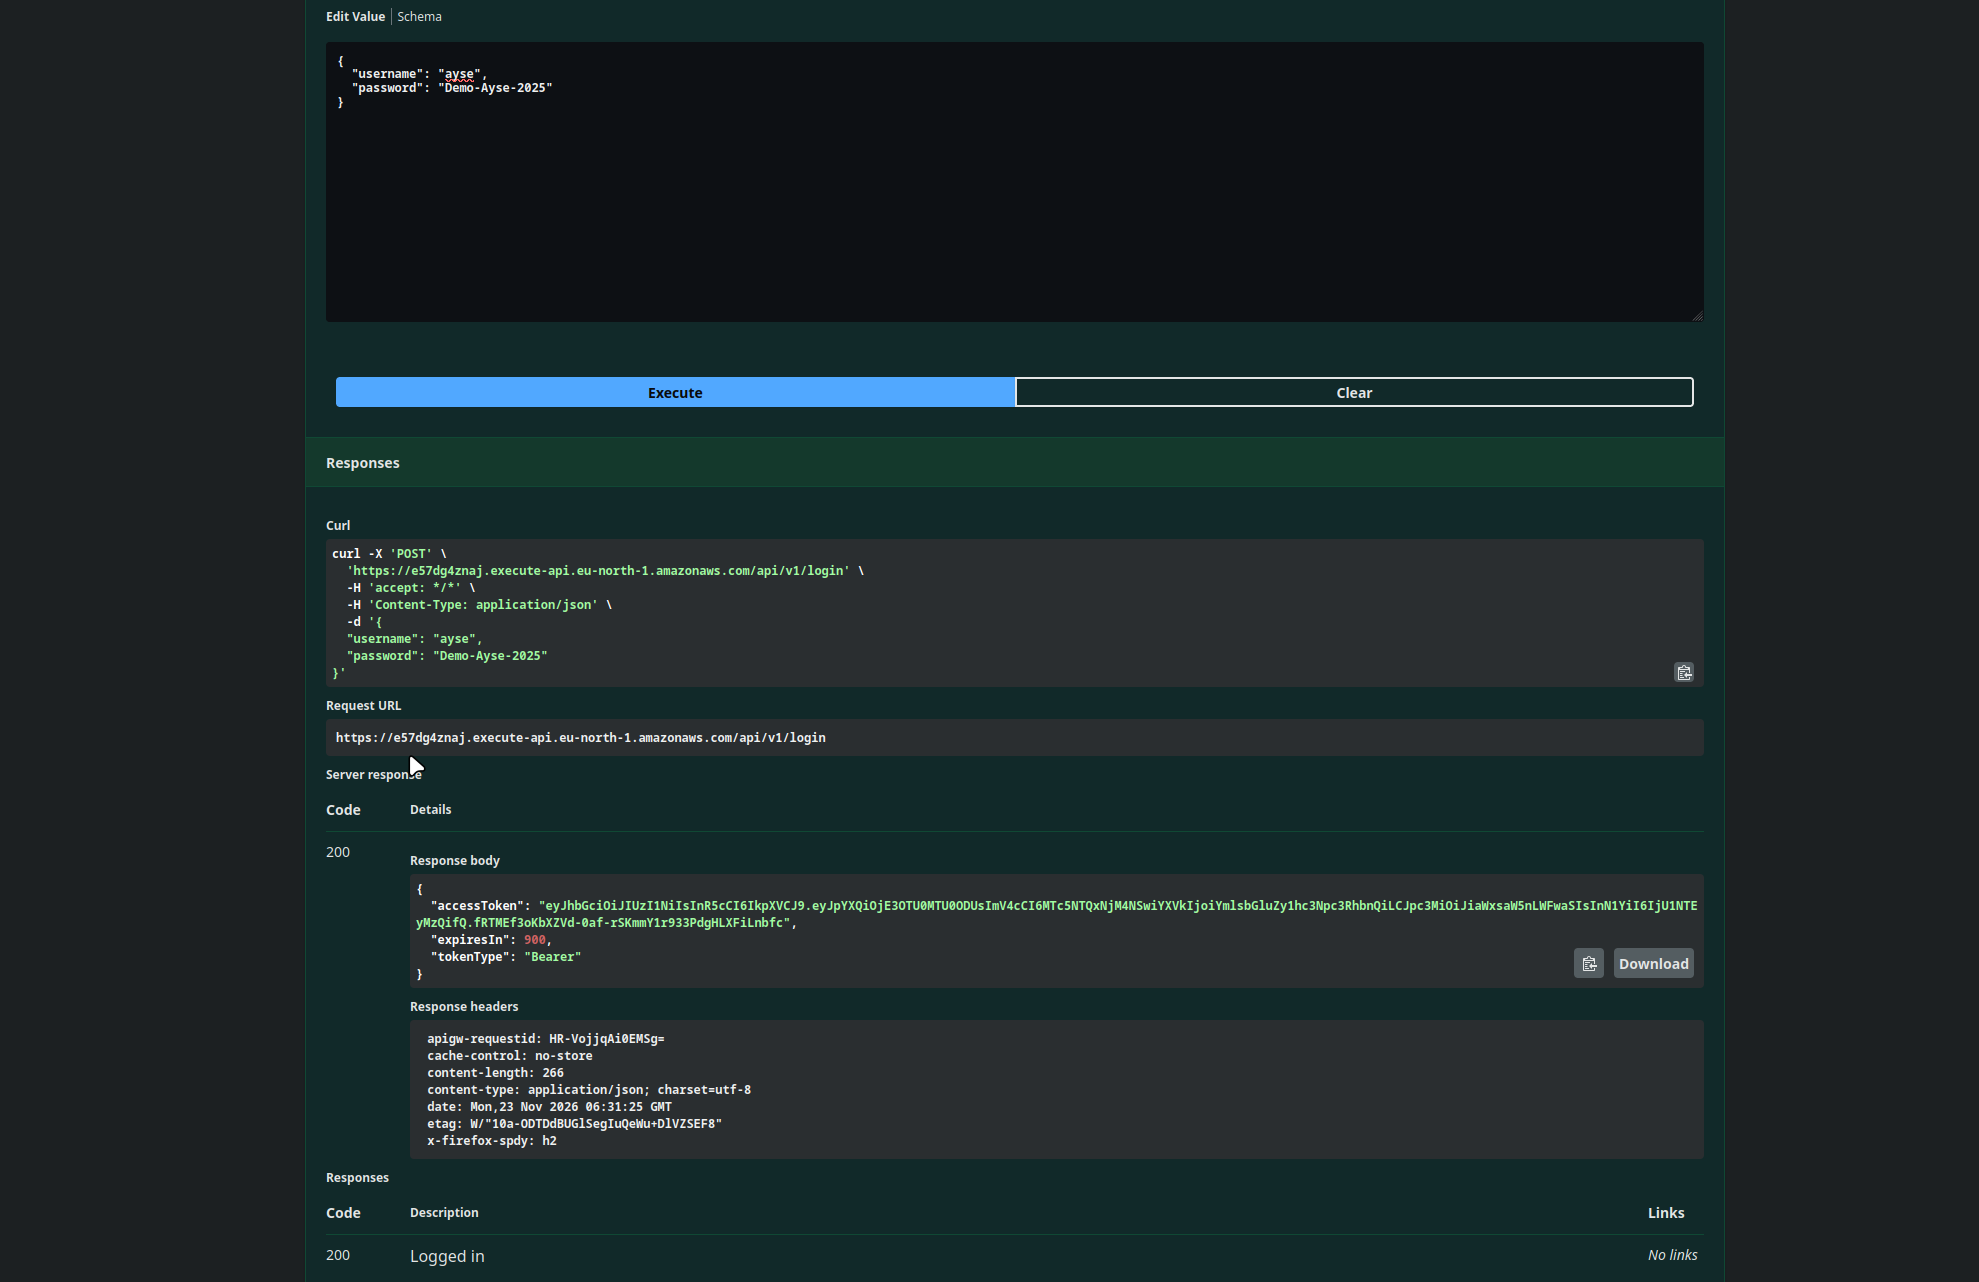 Edit Value | Schema
{
  "username": "ayse",
  "password": "Demo-Ayse-2025"
}
Execute
Clear
Responses
Curl
curl -X 'POST' \
  'https://e57dg4znaj.execute-api.eu-north-1.amazonaws.com/api/v1/login' \
  -H 'accept: */*' \
  -H 'Content-Type: application/json' \
  -d '{
  "username": "ayse",
  "password": "Demo-Ayse-2025"
}'
Request URL
https://e57dg4znaj.execute-api.eu-north-1.amazonaws.com/api/v1/login
Server response
Code Details
200
Response body
{
  "accessToken": "eyJhbGciOiJIUzI1NiIsInR5cCI6IkpXVCJ9.eyJpYXQiOjE3OTU0MTU0ODUsImV4cCI6MTc5NTQxNjM4NSwiYXVkIjoiYmlsbGluZy1hc3Npc3RhbnQiLCJpc3MiOiJiaWxsaW5nLWFwaSIsInN1YiI6IjU1NTE
yMzQifQ.fRTMEf3oKbXZVd-0af-rSKmmY1r933PdgHLXFiLnbfc",
  "expiresIn": 900,
  "tokenType": "Bearer"
}
Download
Response headers
apigw-requestid: HR-VojjqAi0EMSg=
cache-control: no-store
content-length: 266
content-type: application/json; charset=utf-8
date: Mon,23 Nov 2026 06:31:25 GMT
etag: W/"10a-ODTDdBUGlSegIuQeWu+DlVZSEF8"
x-firefox-spdy: h2
Responses
Code Description Links
200 Logged in No links